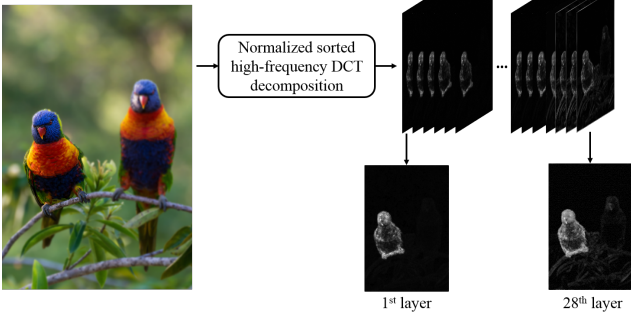 Normalized sorted
high-frequency DCT
decomposition
...
1st layer
28th layer